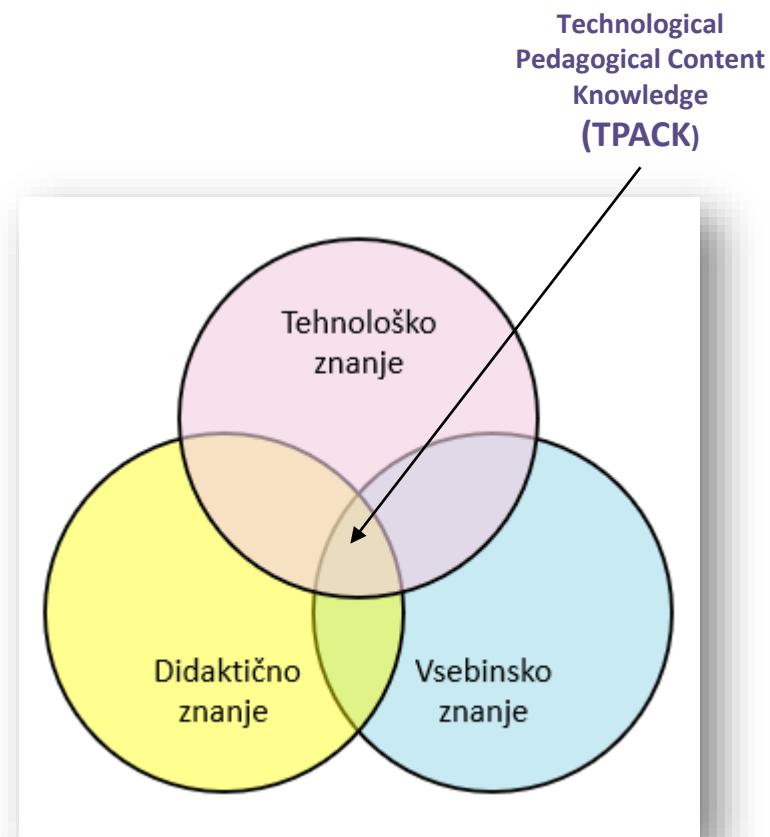 Technological
Pedagogical Content
Knowledge
(TPACK)
Tehnološko
znanje
Didaktično
znanje
Vsebinsko
znanje